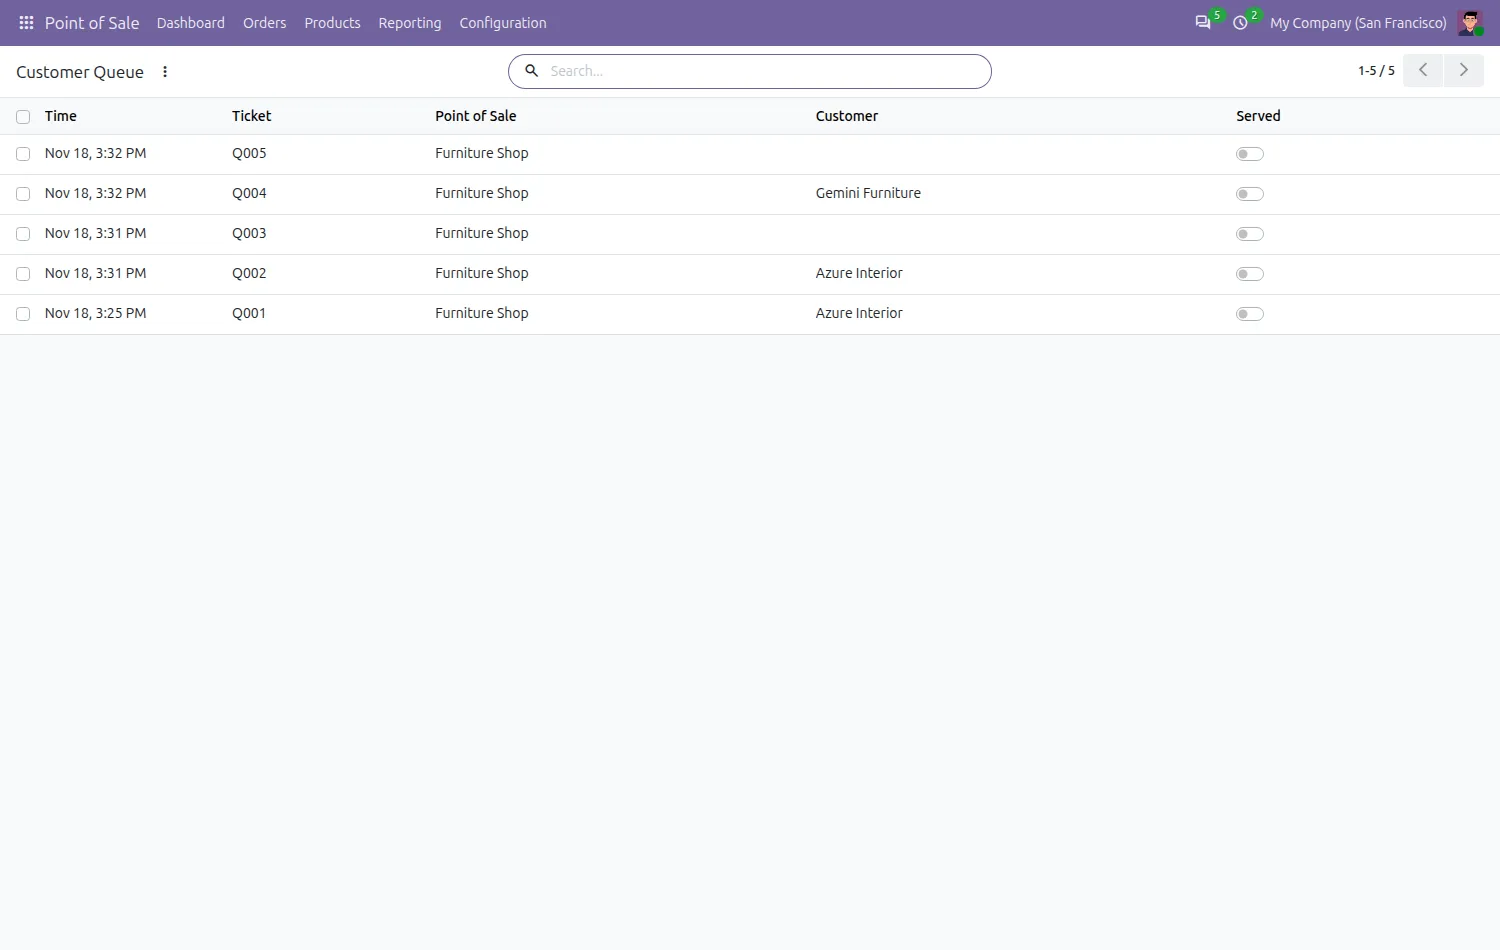 Point of Sale Dashboard Orders Products Reporting Configuration 5 2 My Company (San Francisco)
Customer Queue Search... 1-5 / 5
Time Ticket Point of Sale Customer Served
Nov 18, 3:32 PM Q005 Furniture Shop
Nov 18, 3:32 PM Q004 Furniture Shop Gemini Furniture
Nov 18, 3:31 PM Q003 Furniture Shop
Nov 18, 3:31 PM Q002 Furniture Shop Azure Interior
Nov 18, 3:25 PM Q001 Furniture Shop Azure Interior